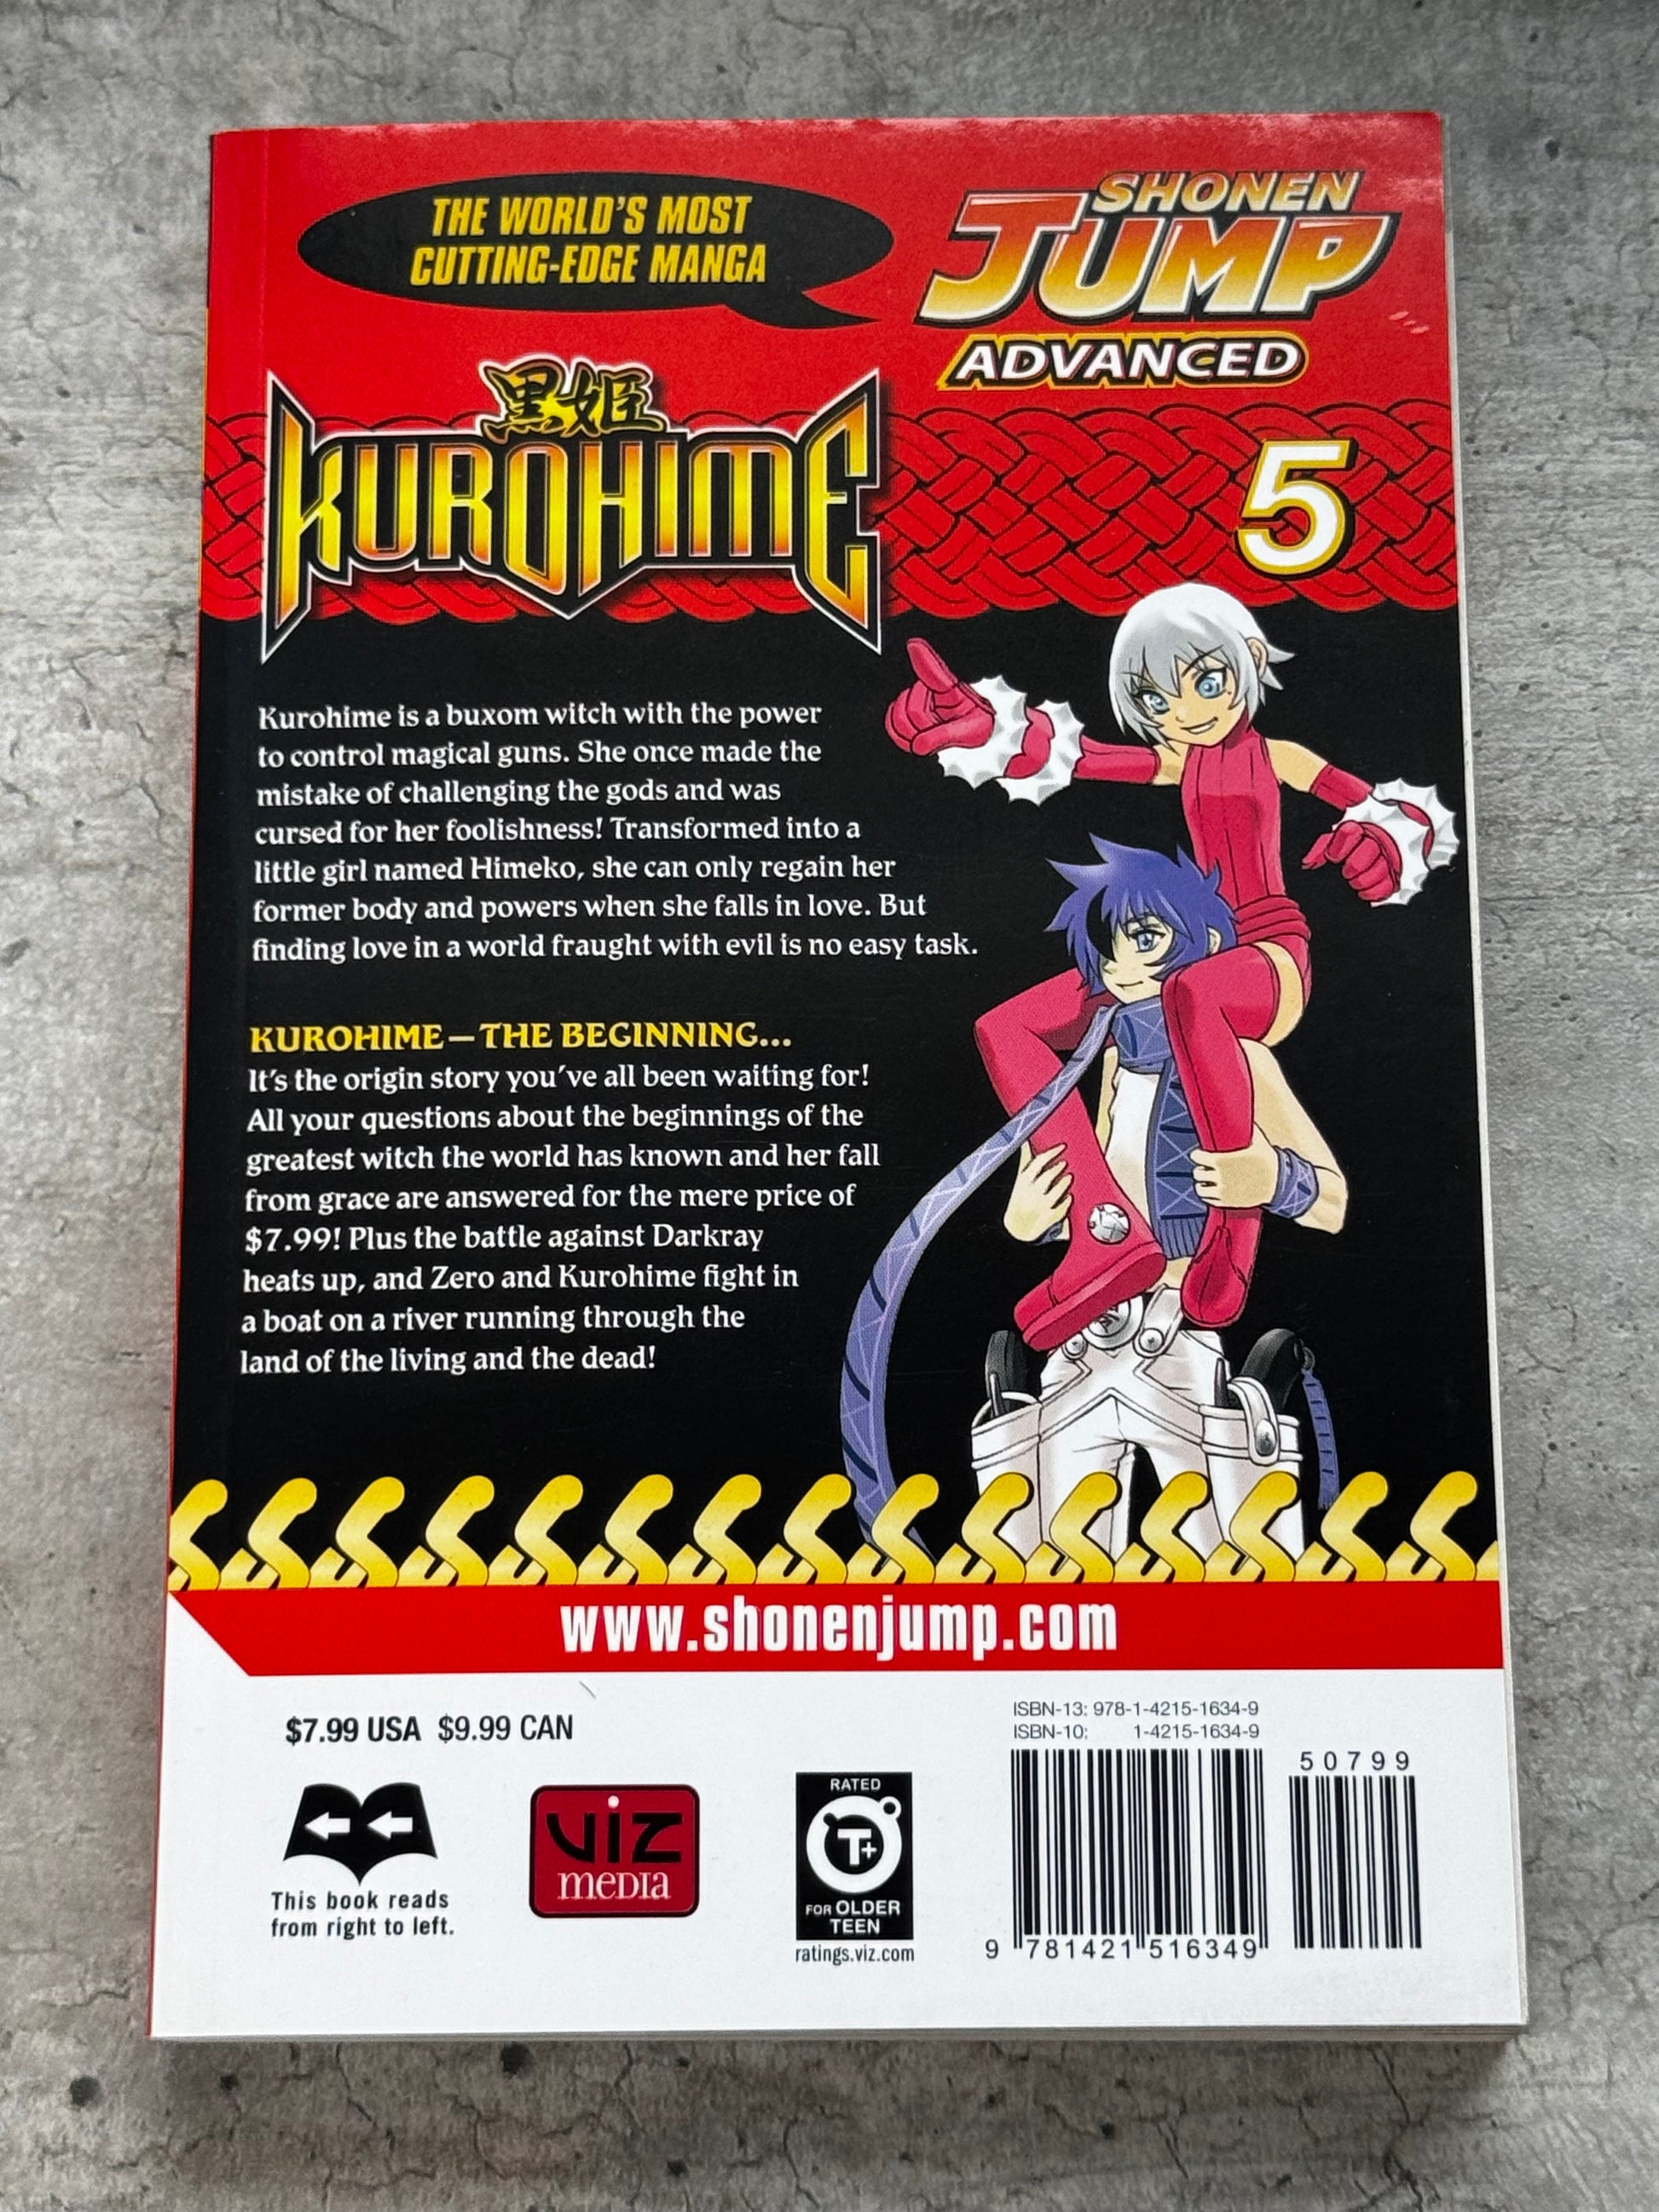 THE WORLD'S MOST
CUTTING-EDGE MANGA
SHONEN
JUMP
ADVANCED
黒姫
KUROHIME
5
Kurohime is a buxom witch with the power
to control magical guns. She once made the
mistake of challenging the gods and was
cursed for her foolishness! Transformed into a
little girl named Himeko, she can only regain her
former body and powers when she falls in love. But
finding love in a world fraught with evil is no easy task.
KUROHIME—THE BEGINNING...
It's the origin story you've all been waiting for!
All your questions about the beginnings of the
greatest witch the world has known and her fall
from grace are answered for the mere price of
$7.99! Plus the battle against Darkray
heats up, and Zero and Kurohime fight in
a boat on a river running through the
land of the living and the dead!
www.shonenjump.com
$7.99 USA $9.99 CAN
This book reads
from right to left.
VIZ
MEDIA
RATED
T+
FOR OLDER
TEEN
ratings.viz.com
ISBN-13: 978-1-4215-1634-9
ISBN-10: 1-4215-1634-9
50799
9 781421 516349